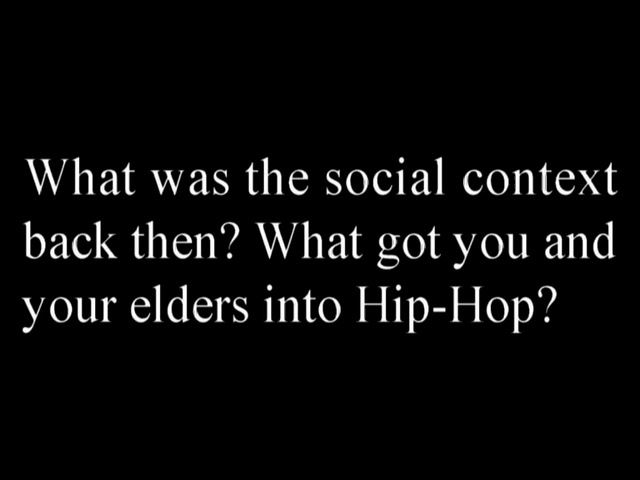 What was the social context
back then? What got you and
your elders into Hip-Hop?